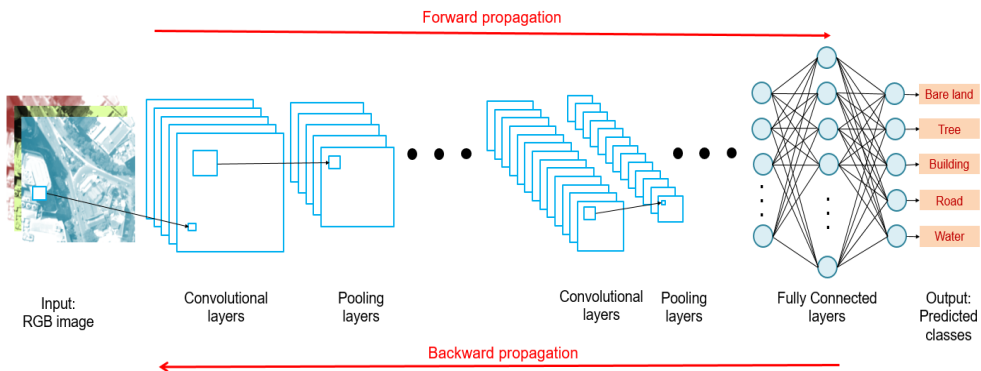 Forward propagation
Bare land
Tree
Building
Road
Water
Input:
RGB image
Convolutional
layers
Pooling
layers
Convolutional
layers
Pooling
layers
Fully Connected
layers
Output:
Predicted
classes
Backward propagation